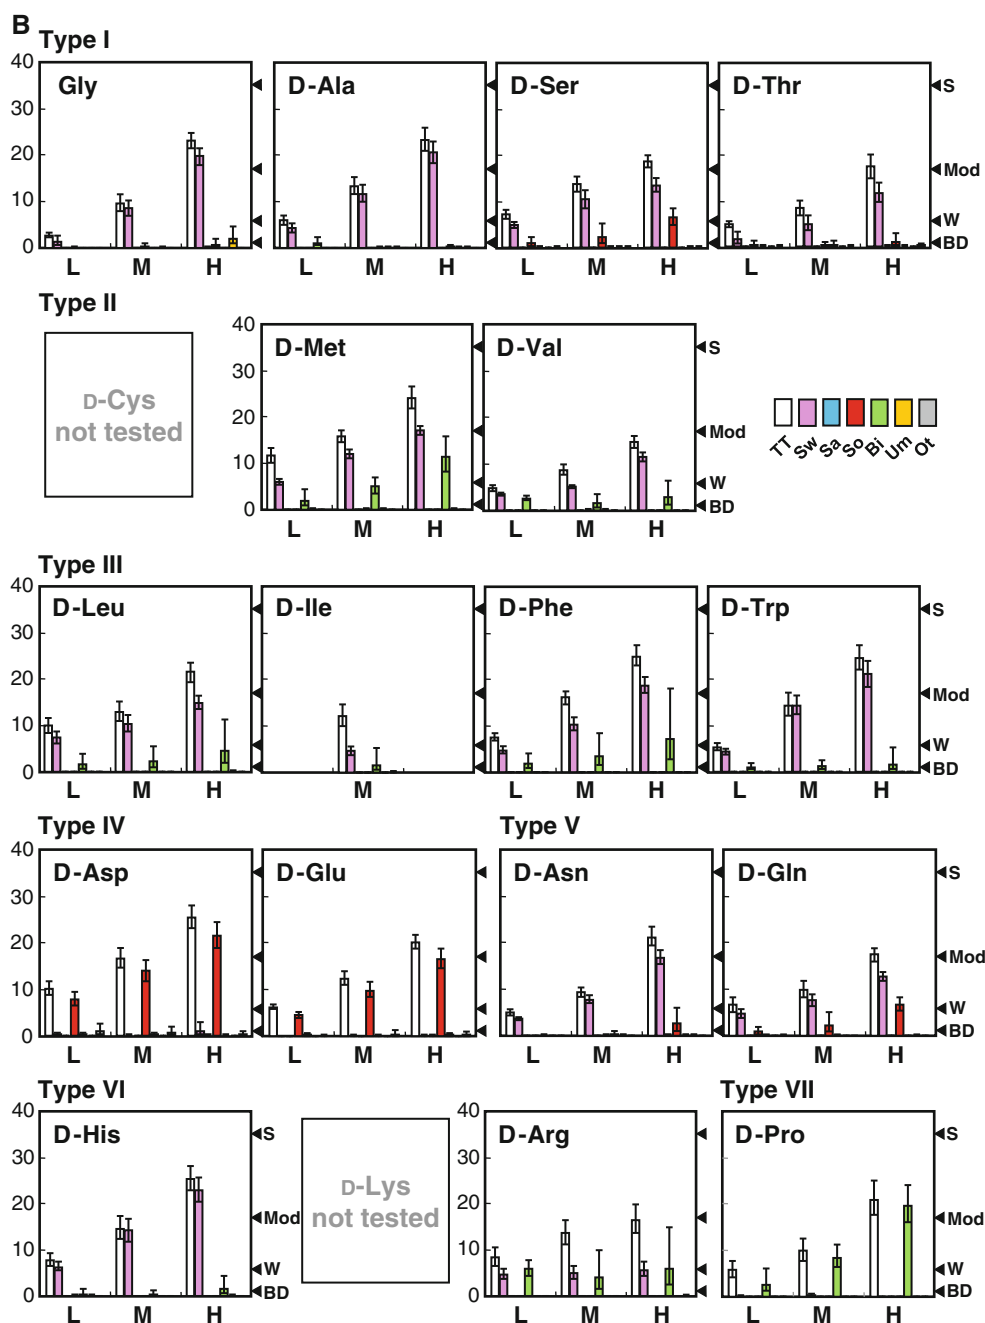 B
Type I
40
30
20
10
0
Gly
D-Ala
D-Ser
D-Thr
S
Mod
W
BD
L M H L M H L M H L M H
Type II
D-Cys
not tested
40
30
20
10
0
D-Met
D-Val
S
Mod
W
BD
L M H L M H
TT Sw Sa So Bi Um Ot
Type III
40
30
20
10
0
D-Leu
D-Ile
D-Phe
D-Trp
S
Mod
W
BD
L M H M L M H L M H
Type IV
Type V
40
30
20
10
0
D-Asp
D-Glu
D-Asn
D-Gln
S
Mod
W
BD
L M H L M H L M H L M H
Type VI
40
30
20
10
0
D-His
S
Mod
W
BD
L M H
D-Lys
not tested
Type VII
40
30
20
10
0
D-Arg
D-Pro
S
Mod
W
BD
L M H L M H